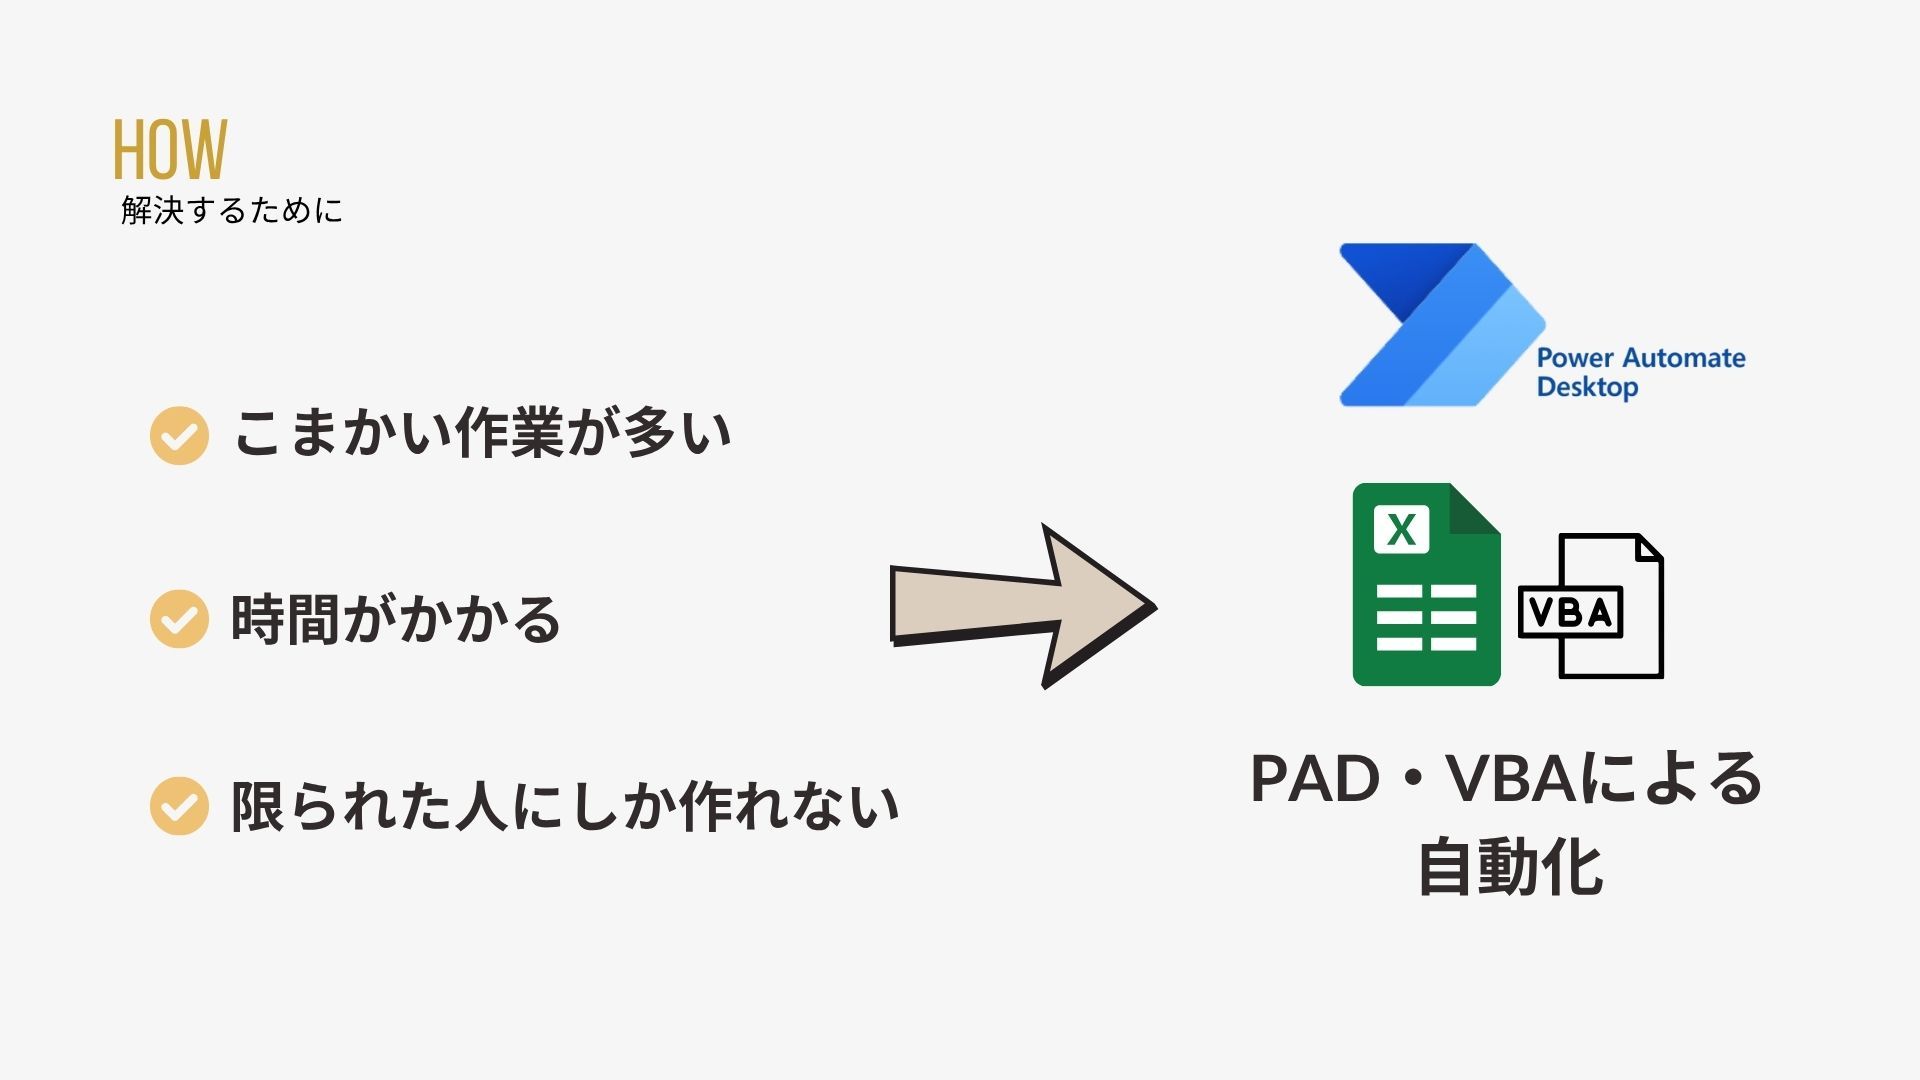 HOW
解決するために
こまかい作業が多い
時間がかかる
限られた人にしか作れない
Power Automate
Desktop
X
VBA
PAD・VBAによる
自動化